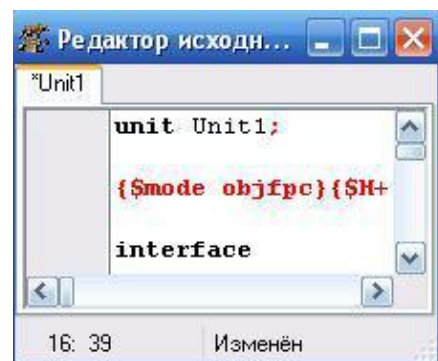 Редактор исходн...
*Unit1
unit Unit1;
{$mode objfpc}{$H+
interface
16: 39 Изменён